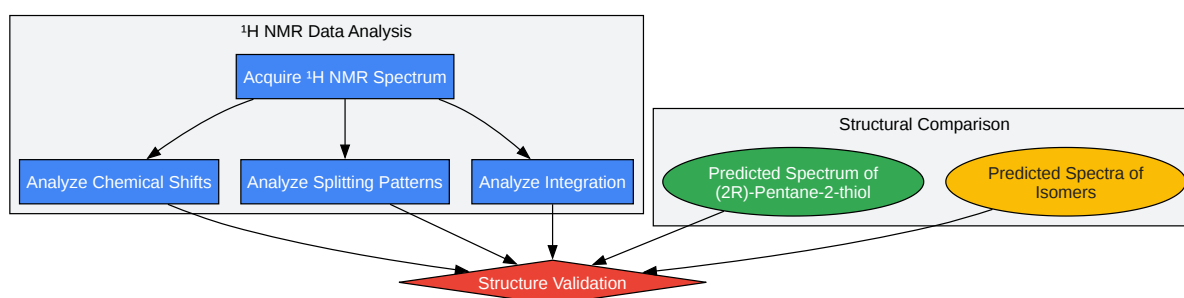 ¹H NMR Data Analysis
Acquire ¹H NMR Spectrum
Analyze Chemical Shifts
Analyze Splitting Patterns
Analyze Integration
Structural Comparison
Predicted Spectrum of
(2R)-Pentane-2-thiol
Predicted Spectra of
Isomers
Structure Validation